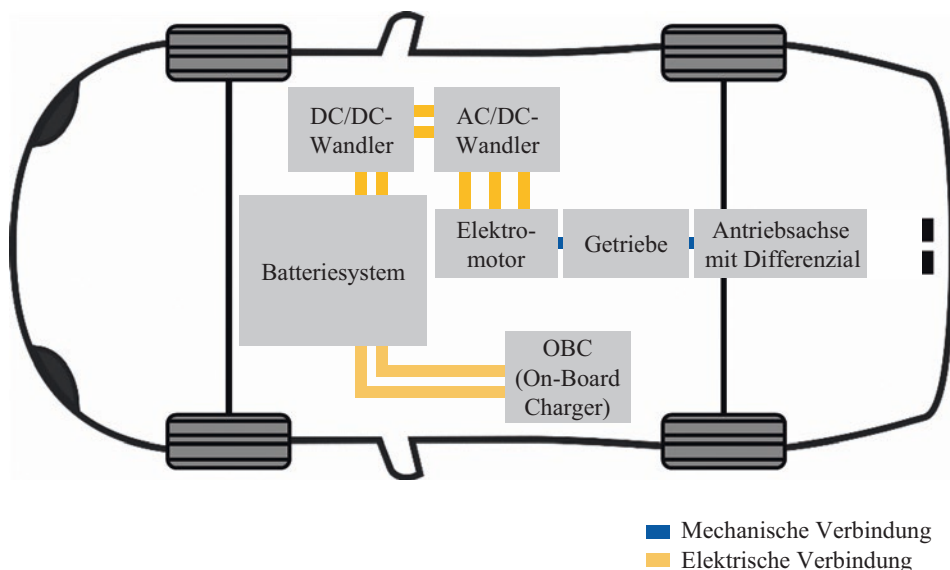 DC/DC-
Wandler
AC/DC-
Wandler
Batteriesystem
Elektro-
motor
Getriebe
Antriebsachse
mit Differenzial
OBC
(On-Board
Charger)
Mechanische Verbindung
Elektrische Verbindung